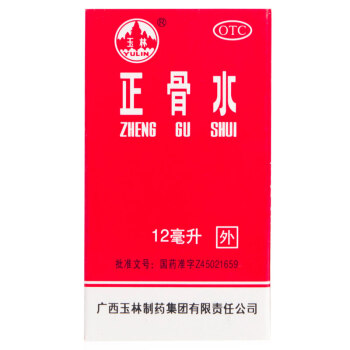 玉林
YULIN
®
OTC
正骨水
ZHENG GU SHUI
12毫升 外
批准文号：国药准字Z45021659
广西玉林制药集团有限责任公司